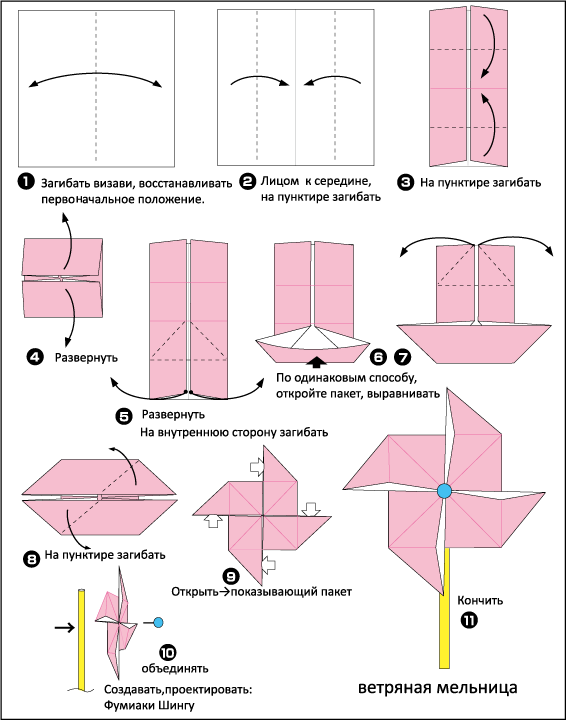 1 Загибать визави, восстанавливать
первоначальное положение.
2 Лицом к середине,
на пунктире загибать
3 На пунктире загибать
4 Развернуть
5 Развернуть
На внутреннюю сторону загибать
6 7
По одинаковым способу,
откройте пакет, выравнивать
8 На пунктире загибать
9
Открыть→показывающий пакет
10
объединять
Кончить
11
Создавать,проектировать:
Фумиаки Шингу
ветряная мельница